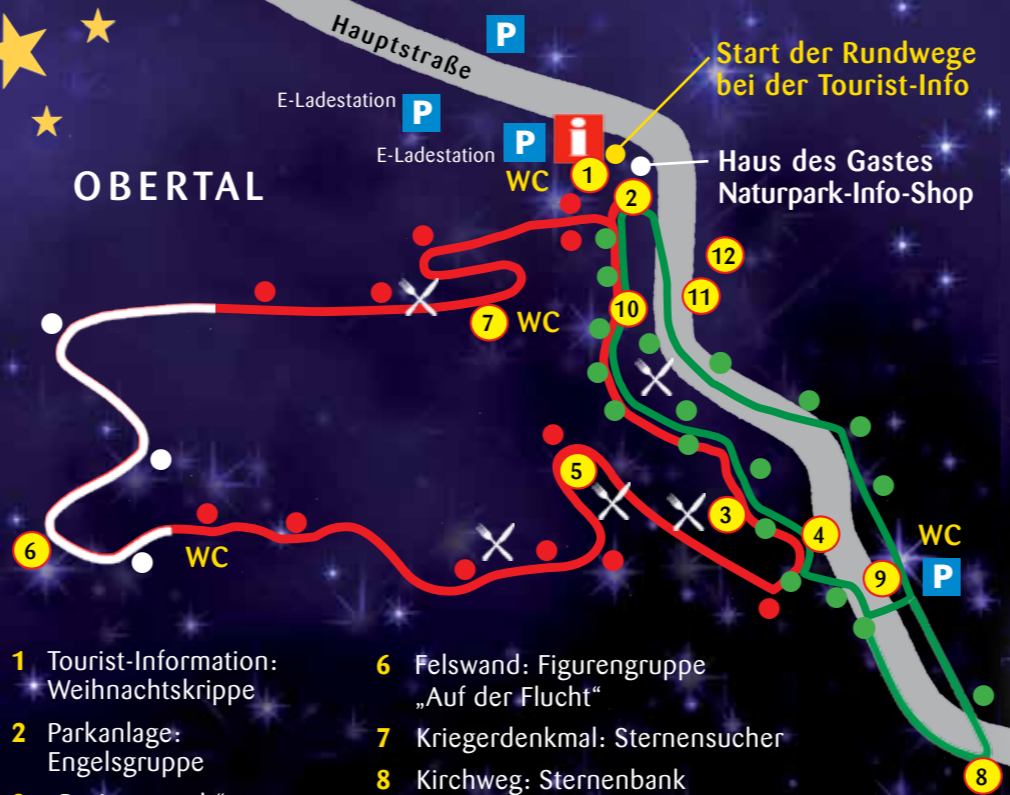 Hauptstraße
P
E-Ladestation P
E-Ladestation P i
WC 1
Start der Rundwege
bei der Tourist-Info
Haus des Gastes
Naturpark-Info-Shop
OBERTAL
2
12
11
10
7 WC
5
3
4
6
WC
9
WC
P
8
1 Tourist-Information:
Weihnachtskrippe
2 Parkanlage:
Engelsgruppe
6 Felswand: Figurengruppe
„Auf der Flucht“
7 Kriegerdenkmal: Sternensucher
8 Kirchweg: Sternenbank